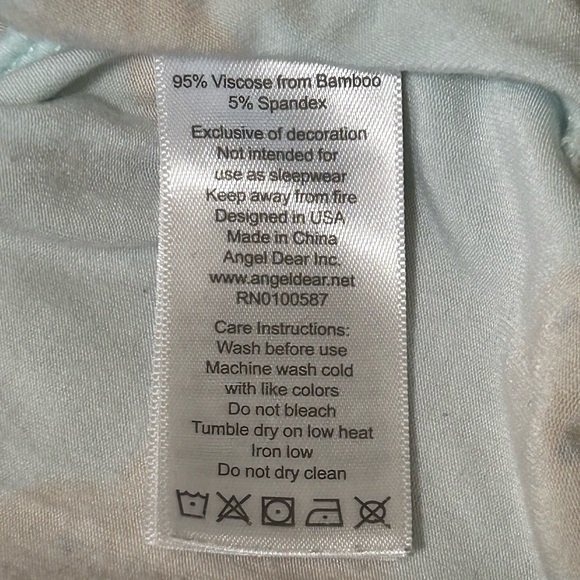 95% Viscose from Bamboo
5% Spandex
Exclusive of decoration
Not intended for
use as sleepwear
Keep away from fire
Designed in USA
Made in China
Angel Dear Inc.
www.angeldear.net
RN0100587
Care Instructions:
Wash before use
Machine wash cold
with like colors
Do not bleach
Tumble dry on low heat
Iron low
Do not dry clean